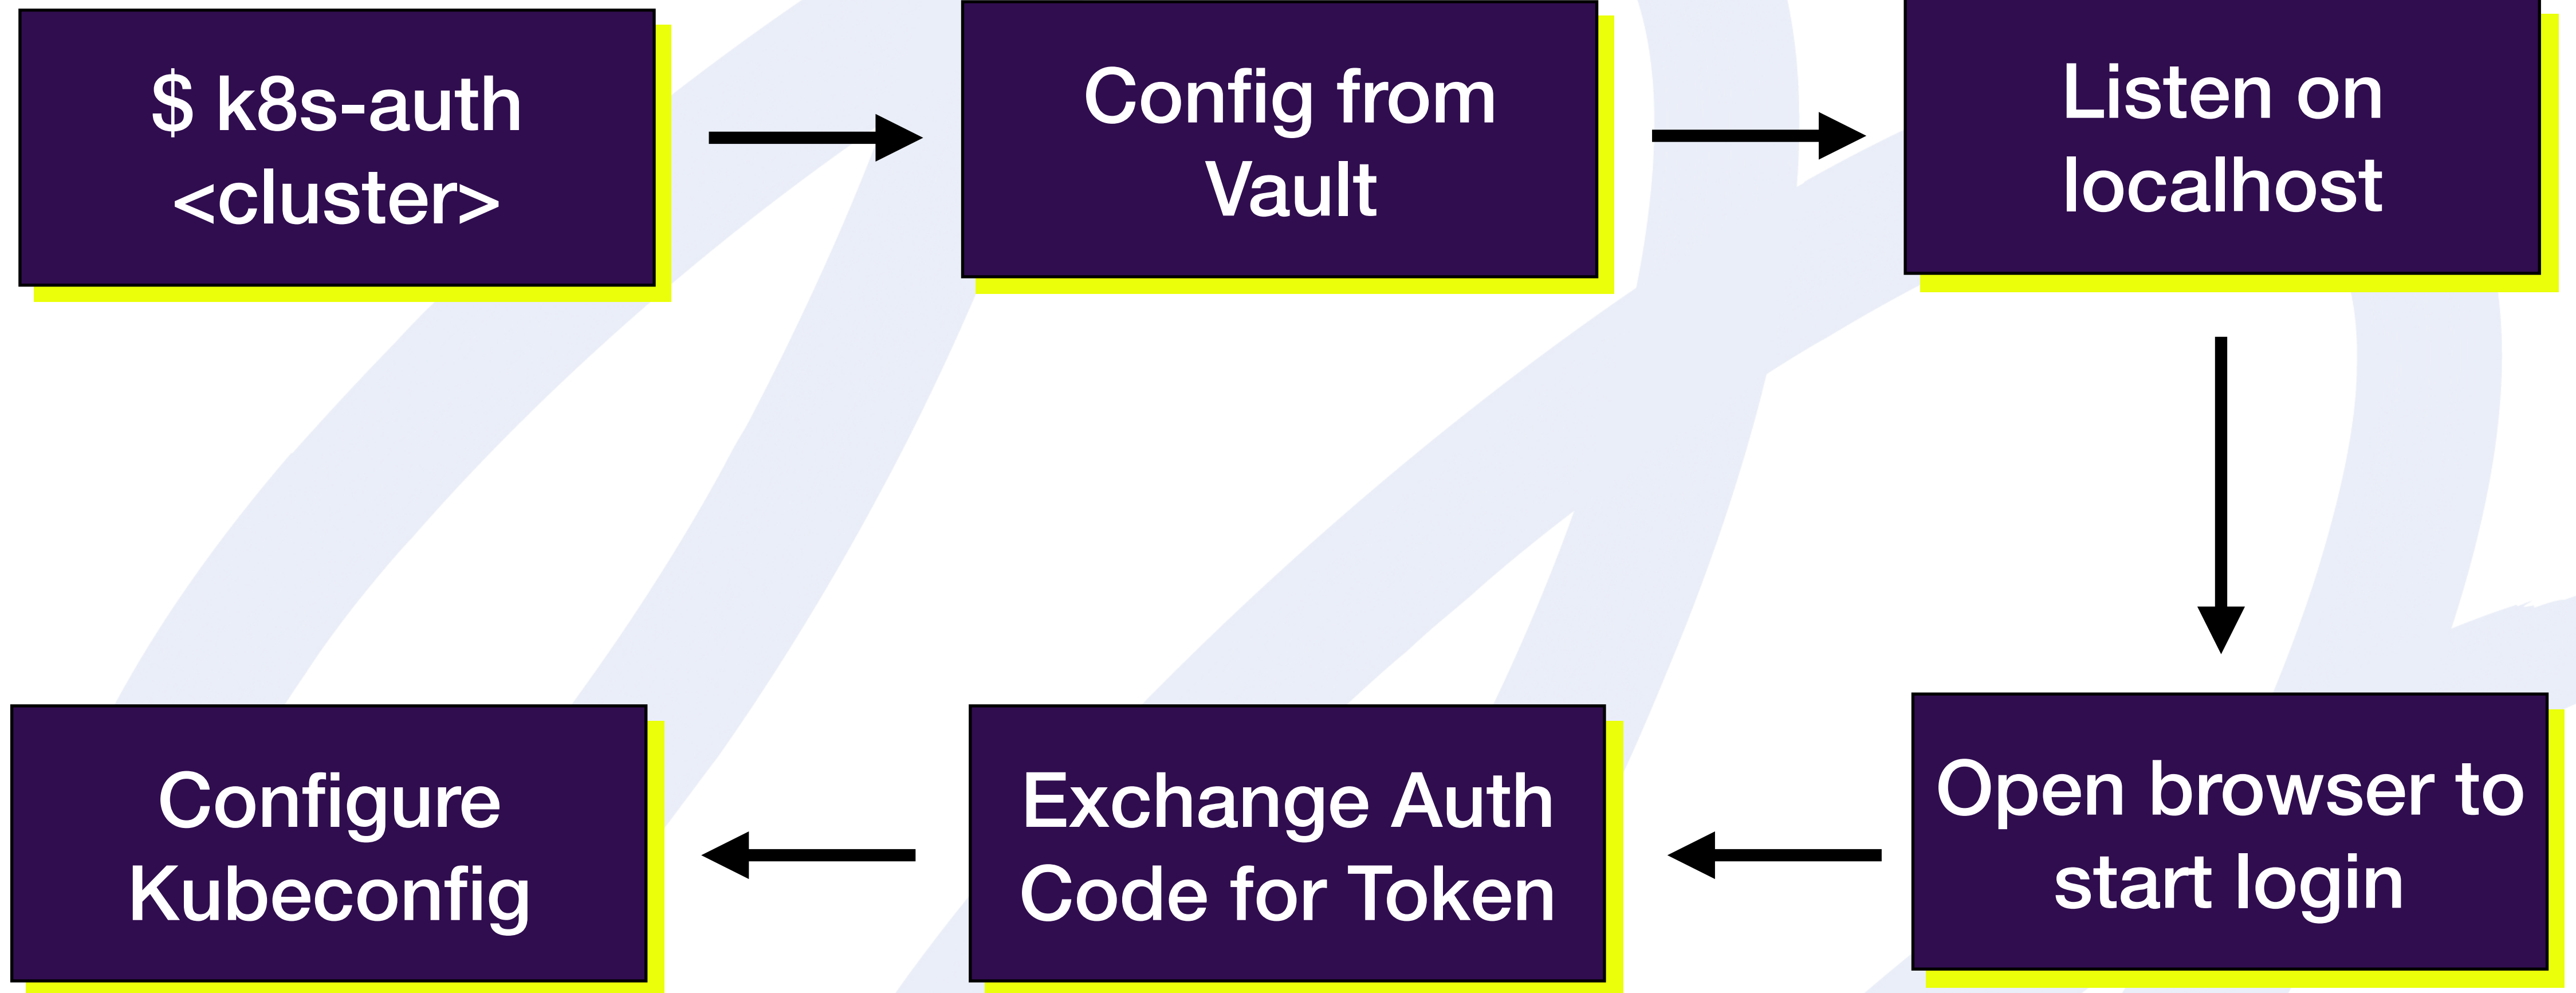 $ k8s-auth
<cluster>
Config from
Vault
Listen on
localhost
Open browser to
start login
Exchange Auth
Code for Token
Configure
Kubeconfig